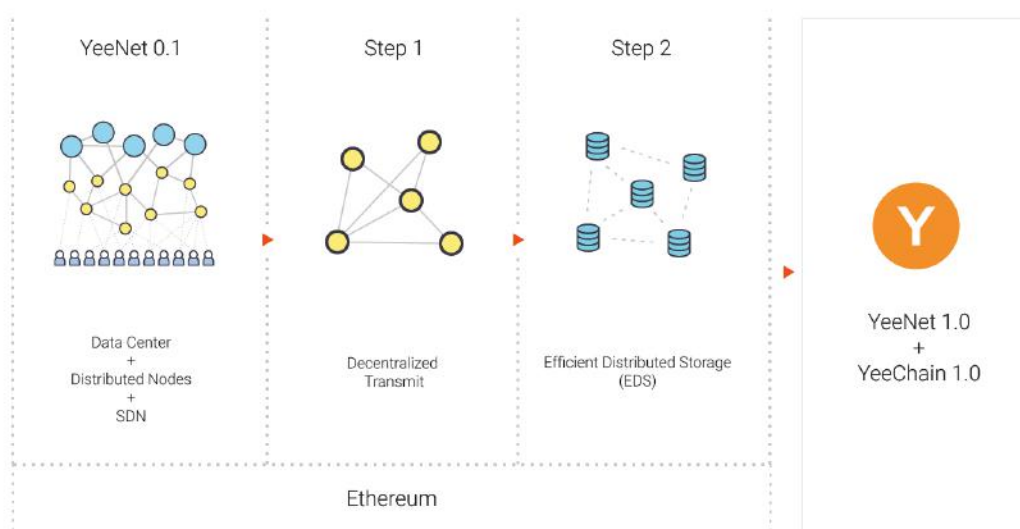 YeeNet 0.1
Data Center
+
Distributed Nodes
+
SDN
Step 1
Decentralized
Transmit
Step 2
Efficient Distributed Storage
(EDS)
Ethereum
Y
YeeNet 1.0
+
YeeChain 1.0